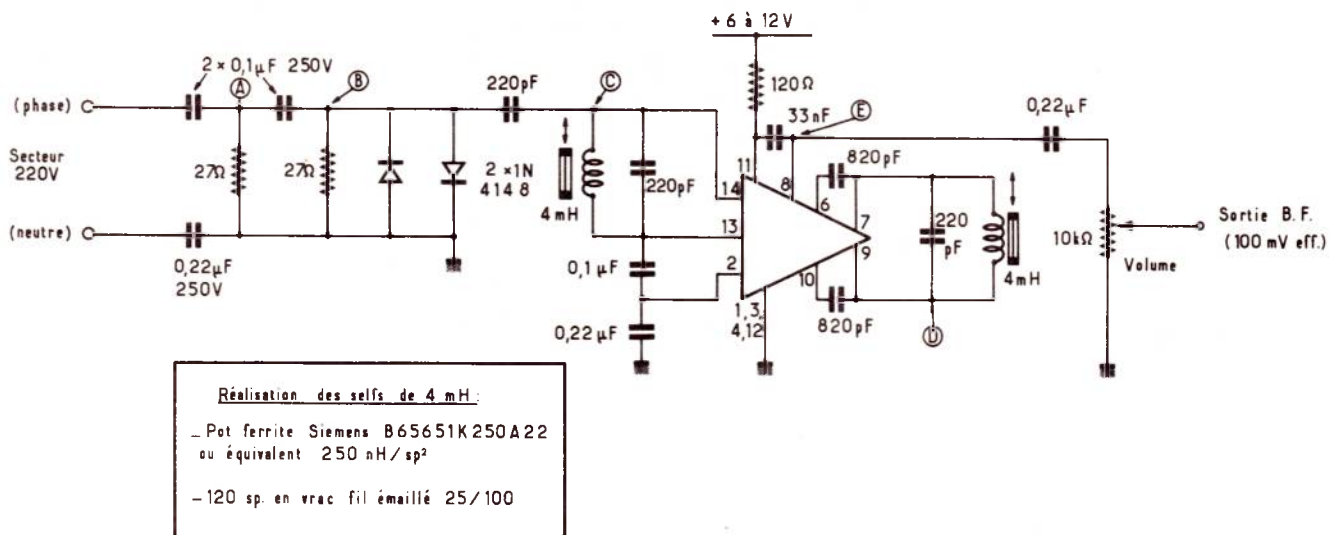 + 6 à 12 V
2 × 0,1µF 250V
A
B
220pF
C
120Ω
33nF
E
0,22µF
(phase)
Secteur
220V
27Ω
27Ω
2 × 1N
4148
4mH
220pF
11
14
8
820pF
6
7
13
2
9
10
220
pF
4mH
10kΩ
Volume
Sortie B.F.
(100 mV eff.)
(neutre)
0,22µF
250V
0,1µF
0,22µF
1,3,
4,12
820pF
D
Réalisation des selfs de 4 mH :
_ Pot ferrite Siemens B65651K250A22
ou équivalent 250 nH/sp²
– 120 sp. en vrac fil émaillé 25/100